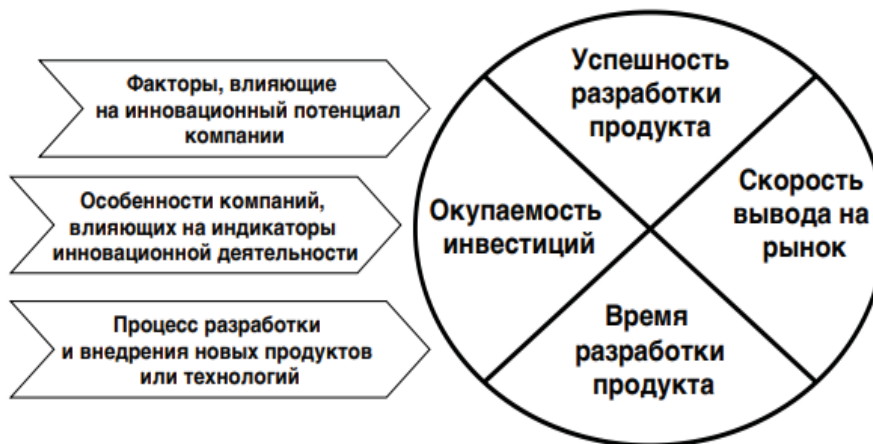 Факторы, влияющие
на инновационный потенциал
компании
Особенности компаний,
влияющих на индикаторы
инновационной деятельности
Процесс разработки
и внедрения новых продуктов
или технологий
Успешность
разработки
продукта
Окупаемость
инвестиций
Скорость
вывода на
рынок
Время
разработки
продукта